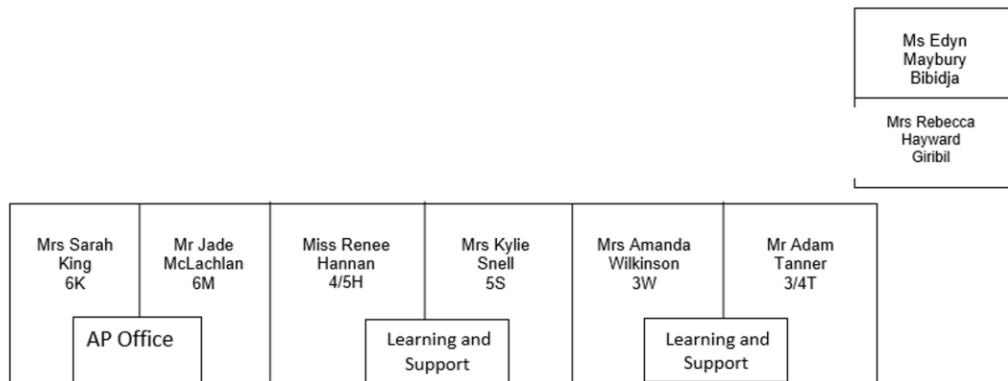 Ms Edyn
Maybury
Bibidja
Mrs Rebecca
Hayward
Giribil
Mrs Sarah
King
6K
Mr Jade
McLachlan
6M
Miss Renee
Hannan
4/5H
Mrs Kylie
Snell
5S
Mrs Amanda
Wilkinson
3W
Mr Adam
Tanner
3/4T
AP Office
Learning and
Support
Learning and
Support